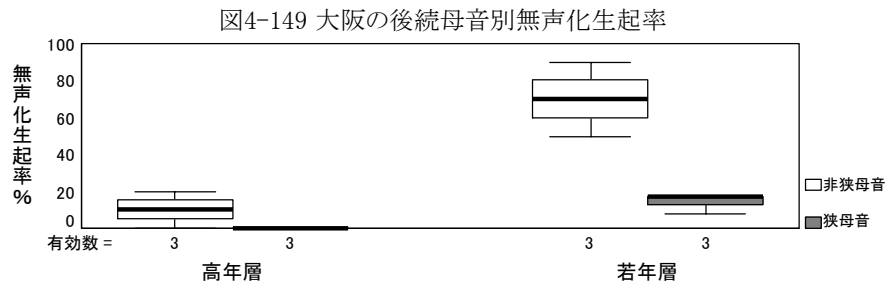 図4-149 大阪の後続母音別無声化生起率
無声化生起率%
100
80
60
40
20
0
非狭母音
狭母音
有効数 = 3 3 3 3
高年層 若年層